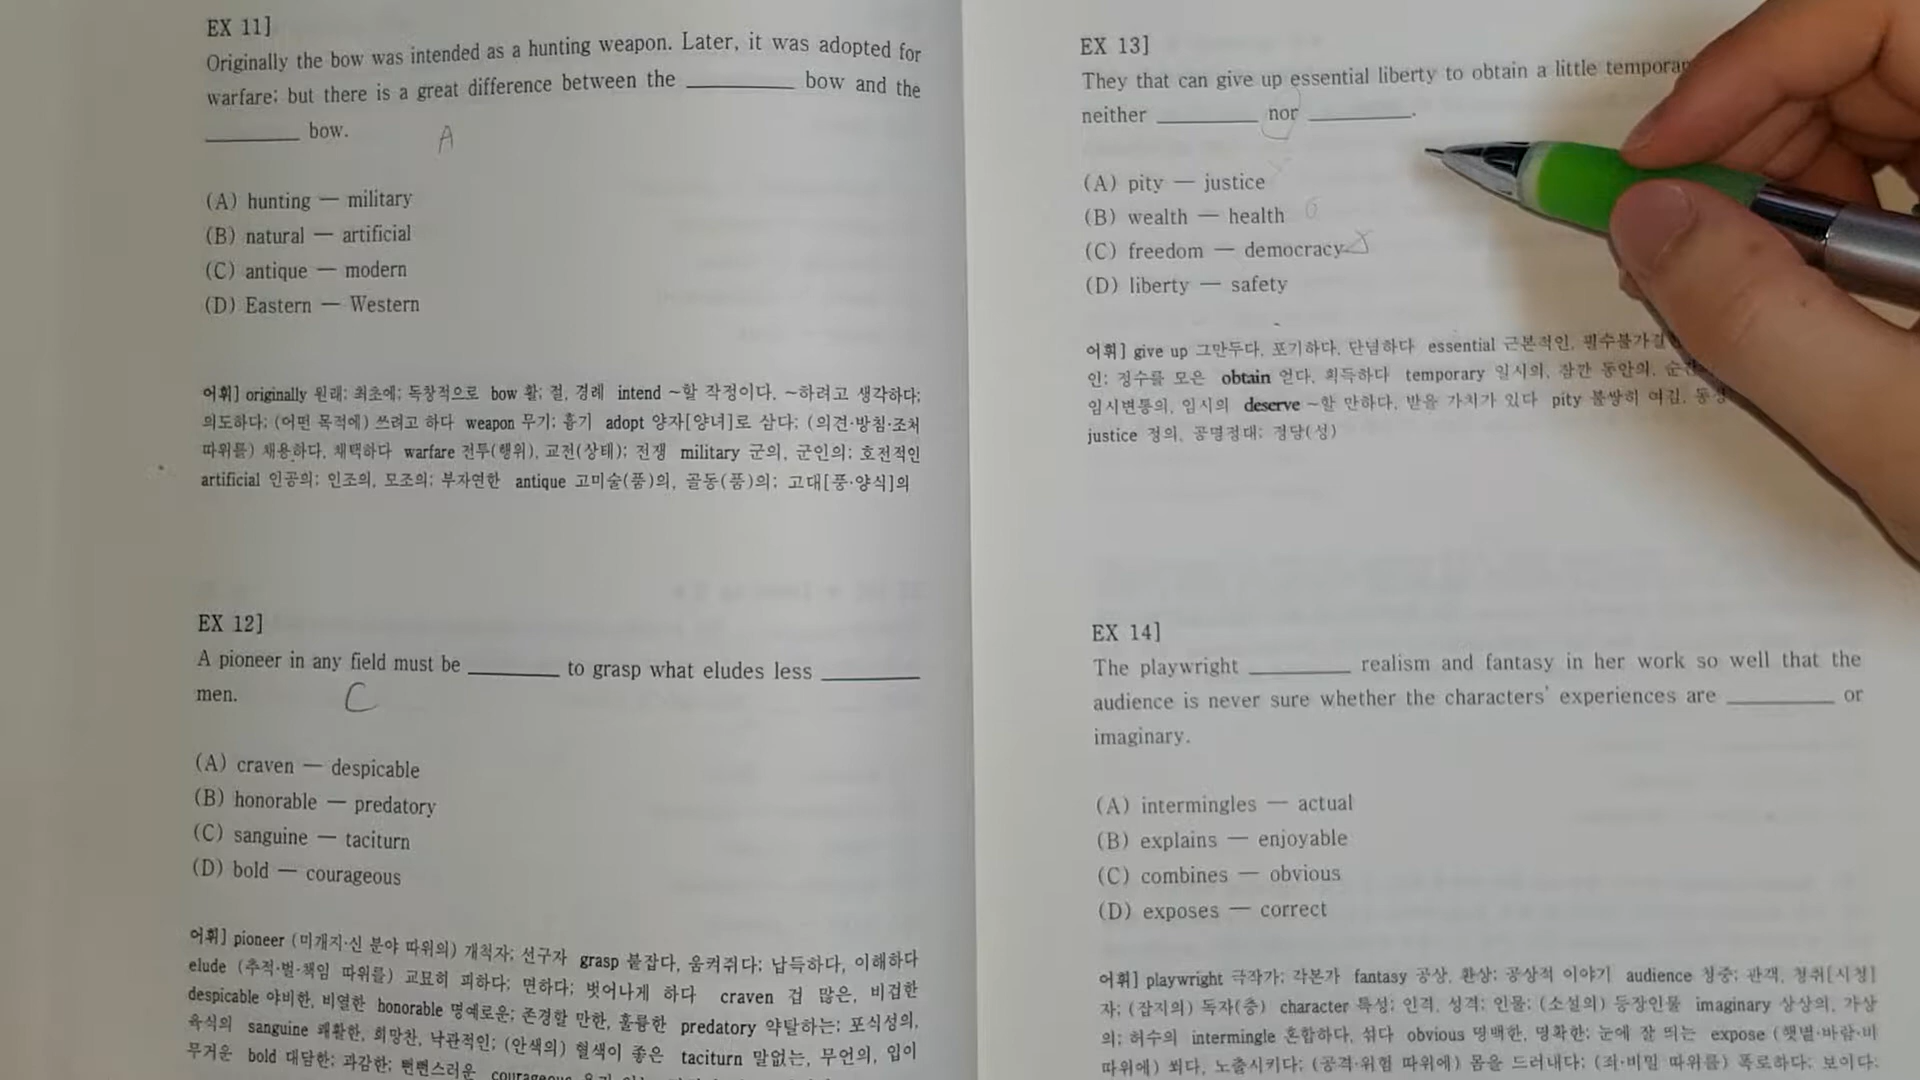 EX 11]
Originally the bow was intended as a hunting weapon. Later, it was adopted for
warfare; but there is a great difference between the __________ bow and the
__________ bow.
A
(A) hunting — military
(B) natural — artificial
(C) antique — modern
(D) Eastern — Western
어휘] originally 원래; 최초에; 독창적으로 bow 활; 절, 경례 intend ~할 작정이다, ~하려고 생각하다;
의도하다; (어떤 목적에) 쓰려고 하다 weapon 무기; 흉기 adopt 양자[양녀]로 삼다; (의견·방침·조처
따위를) 채용하다, 채택하다 warfare 전투(행위), 교전(상태); 전쟁 military 군의, 군인의; 호전적인
artificial 인공의; 인조의, 모조의; 부자연한 antique 고미술(품)의, 골동(품)의; 고대[풍·양식]의
EX 12]
A pioneer in any field must be __________ to grasp what eludes less __________
men.
C
(A) craven — despicable
(B) honorable — predatory
(C) sanguine — taciturn
(D) bold — courageous
어휘] pioneer (미개지·신 분야 따위의) 개척자; 선구자 grasp 붙잡다, 움켜쥐다; 납득하다, 이해하다
elude (추적·벌·책임 따위를) 교묘히 피하다; 면하다; 벗어나게 하다 craven 겁 많은, 비겁한
despicable 야비한, 비열한 honorable 명예로운; 존경할 만한, 훌륭한 predatory 약탈하는; 포식성의,
육식의 sanguine 쾌활한, 희망찬, 낙관적인; (안색의) 혈색이 좋은 taciturn 말없는, 무언의, 입이
무거운 bold 대담한; 과감한; 뻔뻔스러운 courageous
EX 13]
They that can give up essential liberty to obtain a little
neither __________ nor __________.
(A) pity — justice
(B) wealth — health
(C) freedom — democracy
(D) liberty — safety
어휘] give up 그만두다, 포기하다, 단념하다 essential 근본적인,
인; 정수를 모은 obtain 얻다, 획득하다 temporary 일시의, 잠깐 동안의,
임시변통의, 임시의 deserve ~할 만하다, 받을 가치가 있다 pity 불쌍히 여김,
justice 정의, 공명정대; 정당(성)
EX 14]
The playwright __________ realism and fantasy in her work so well that the
audience is never sure whether the characters' experiences are __________ or
imaginary.
(A) intermingles — actual
(B) explains — enjoyable
(C) combines — obvious
(D) exposes — correct
어휘] playwright 극작가; 각본가 fantasy 공상, 환상; 공상적 이야기 audience 청중; 관객, 청취[시청]
자; (잡지의) 독자(층) character 특성; 인격, 성격; 인물; (소설의) 등장인물 imaginary 상상의, 가상
의; 허수의 intermingle 혼합하다, 섞다 obvious 명백한, 명확한; 눈에 잘 띄는 expose (햇볕·바람·비
따위에) 쐬다, 노출시키다; (공격·위험 따위에) 몸을 드러내다; (죄·비밀 따위를) 폭로하다; 보이다;